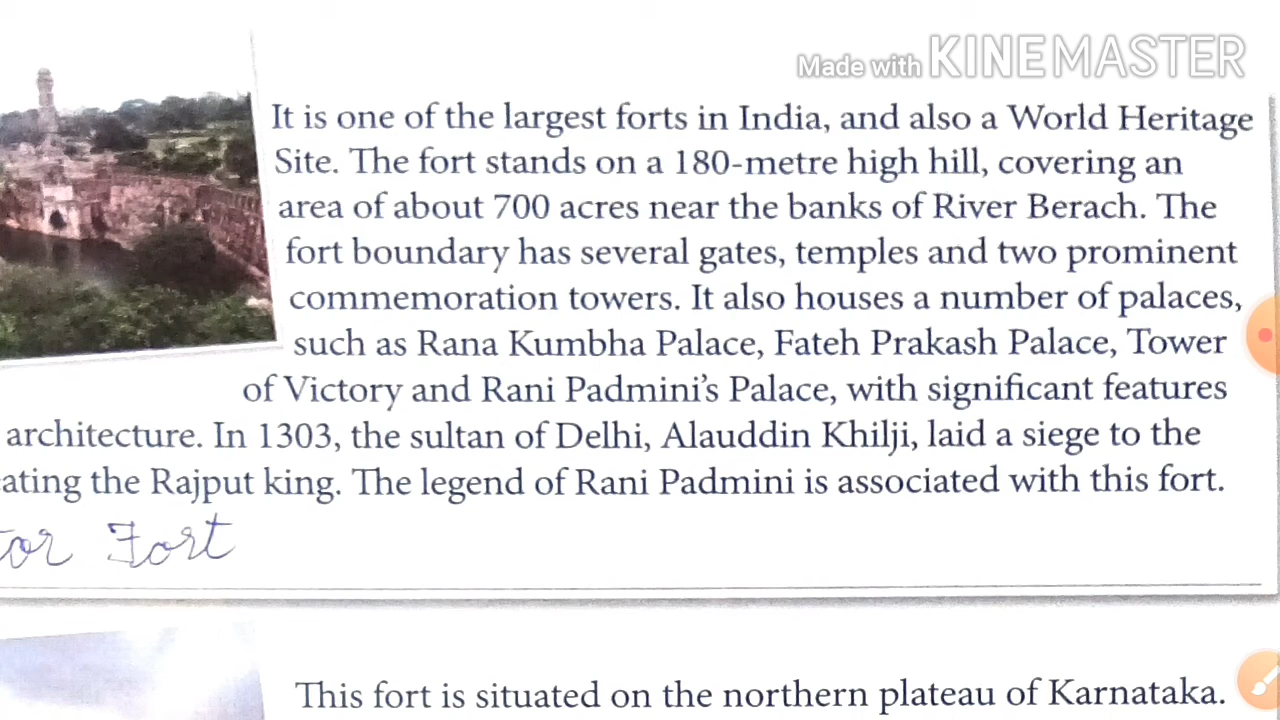 Made with KINEMASTER
It is one of the largest forts in India, and also a World Heritage
Site. The fort stands on a 180-metre high hill, covering an
area of about 700 acres near the banks of River Berach. The
fort boundary has several gates, temples and two prominent
commemoration towers. It also houses a number of palaces,
such as Rana Kumbha Palace, Fateh Prakash Palace, Tower
of Victory and Rani Padmini's Palace, with significant features
architecture. In 1303, the sultan of Delhi, Alauddin Khilji, laid a siege to the
ating the Rajput king. The legend of Rani Padmini is associated with this fort.
tor Fort
This fort is situated on the northern plateau of Karnataka.